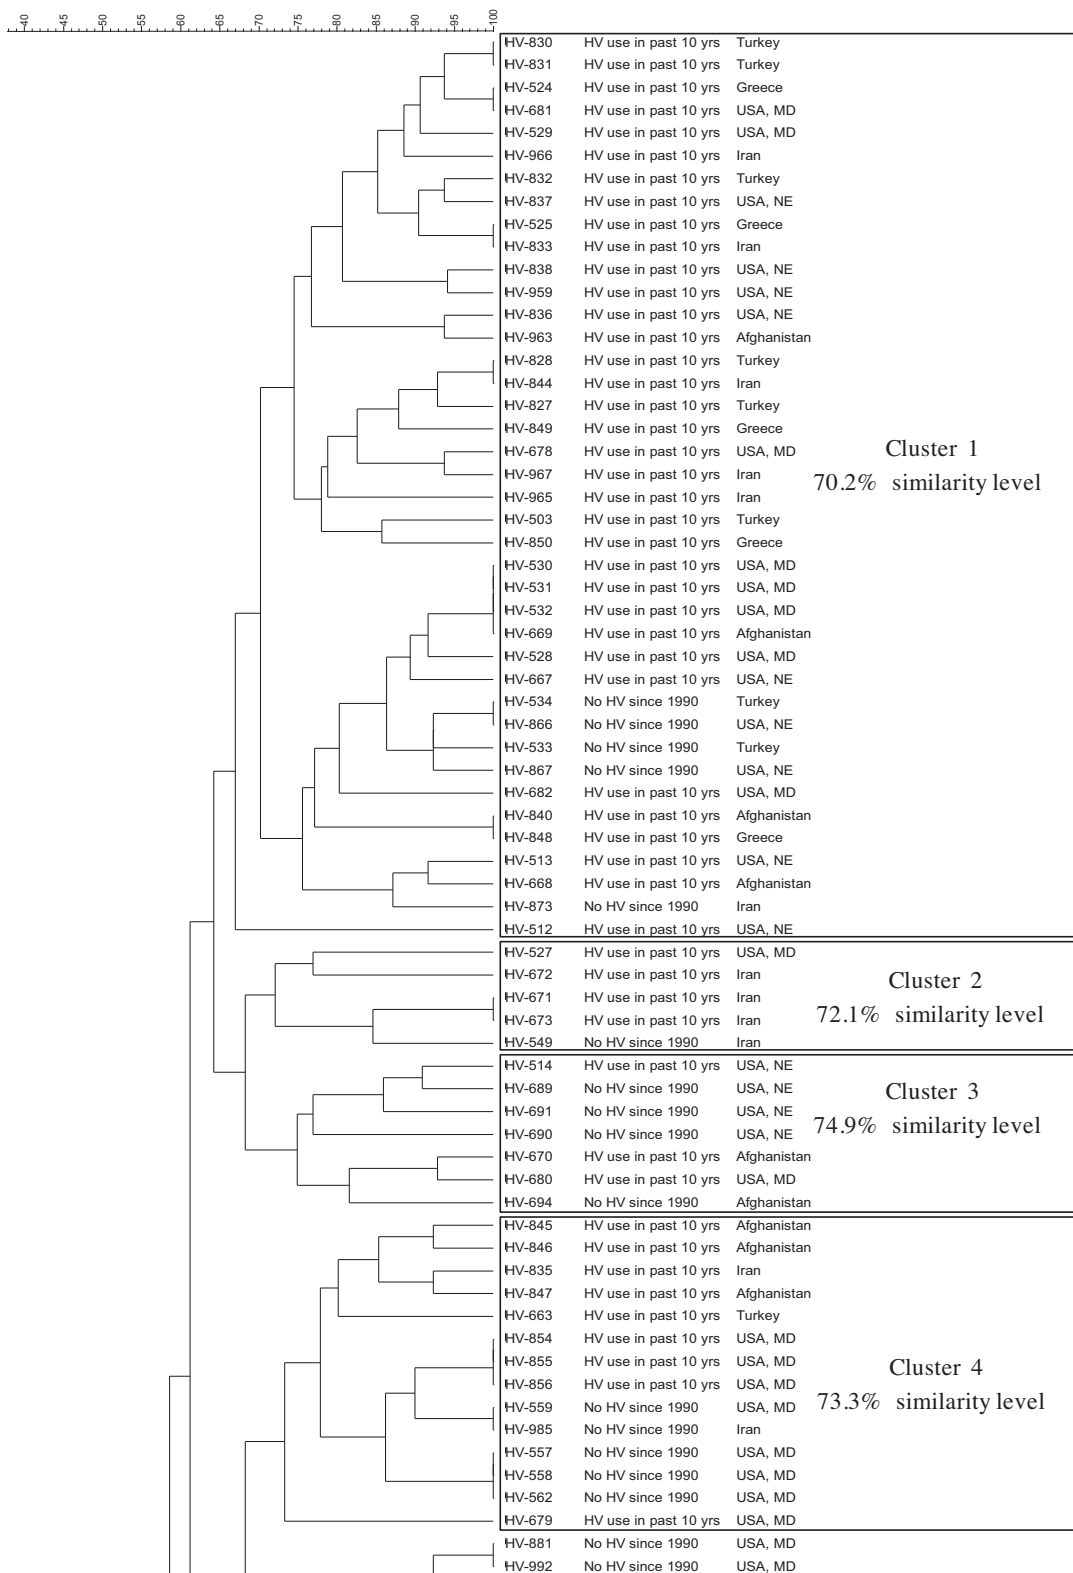 -40 -45 -50 -55 -60 -65 -70 -75 -80 -85 -90 -95 -100
HV-830 HV use in past 10 yrs Turkey
HV-831 HV use in past 10 yrs Turkey
HV-524 HV use in past 10 yrs Greece
HV-681 HV use in past 10 yrs USA, MD
HV-529 HV use in past 10 yrs USA, MD
HV-966 HV use in past 10 yrs Iran
HV-832 HV use in past 10 yrs Turkey
HV-837 HV use in past 10 yrs USA, NE
HV-525 HV use in past 10 yrs Greece
HV-833 HV use in past 10 yrs Iran
HV-838 HV use in past 10 yrs USA, NE
HV-959 HV use in past 10 yrs USA, NE
HV-836 HV use in past 10 yrs USA, NE
HV-963 HV use in past 10 yrs Afghanistan
HV-828 HV use in past 10 yrs Turkey
HV-844 HV use in past 10 yrs Iran
HV-827 HV use in past 10 yrs Turkey
HV-849 HV use in past 10 yrs Greece
HV-678 HV use in past 10 yrs USA, MD
HV-967 HV use in past 10 yrs Iran
HV-965 HV use in past 10 yrs Iran
HV-503 HV use in past 10 yrs Turkey
HV-850 HV use in past 10 yrs Greece
HV-530 HV use in past 10 yrs USA, MD
HV-531 HV use in past 10 yrs USA, MD
HV-532 HV use in past 10 yrs USA, MD
HV-669 HV use in past 10 yrs Afghanistan
HV-528 HV use in past 10 yrs USA, MD
HV-667 HV use in past 10 yrs USA, NE
HV-534 No HV since 1990 Turkey
HV-866 No HV since 1990 USA, NE
HV-533 No HV since 1990 Turkey
HV-867 No HV since 1990 USA, NE
HV-682 HV use in past 10 yrs USA, MD
HV-840 HV use in past 10 yrs Afghanistan
HV-848 HV use in past 10 yrs Greece
HV-513 HV use in past 10 yrs USA, NE
HV-668 HV use in past 10 yrs Afghanistan
HV-873 No HV since 1990 Iran
HV-512 HV use in past 10 yrs USA, NE
Cluster 1
70.2% similarity level
HV-527 HV use in past 10 yrs USA, MD
HV-672 HV use in past 10 yrs Iran
HV-671 HV use in past 10 yrs Iran
HV-673 HV use in past 10 yrs Iran
HV-549 No HV since 1990 Iran
Cluster 2
72.1% similarity level
HV-514 HV use in past 10 yrs USA, NE
HV-689 No HV since 1990 USA, NE
HV-691 No HV since 1990 USA, NE
HV-690 No HV since 1990 USA, NE
HV-670 HV use in past 10 yrs Afghanistan
HV-680 HV use in past 10 yrs USA, MD
HV-694 No HV since 1990 Afghanistan
Cluster 3
74.9% similarity level
HV-845 HV use in past 10 yrs Afghanistan
HV-846 HV use in past 10 yrs Afghanistan
HV-835 HV use in past 10 yrs Iran
HV-847 HV use in past 10 yrs Afghanistan
HV-663 HV use in past 10 yrs Turkey
HV-854 HV use in past 10 yrs USA, MD
HV-855 HV use in past 10 yrs USA, MD
HV-856 HV use in past 10 yrs USA, MD
HV-559 No HV since 1990 USA, MD
HV-985 No HV since 1990 Iran
HV-557 No HV since 1990 USA, MD
HV-558 No HV since 1990 USA, MD
HV-562 No HV since 1990 USA, MD
HV-679 HV use in past 10 yrs USA, MD
Cluster 4
73.3% similarity level
HV-881 No HV since 1990 USA, MD
HV-992 No HV since 1990 USA, MD